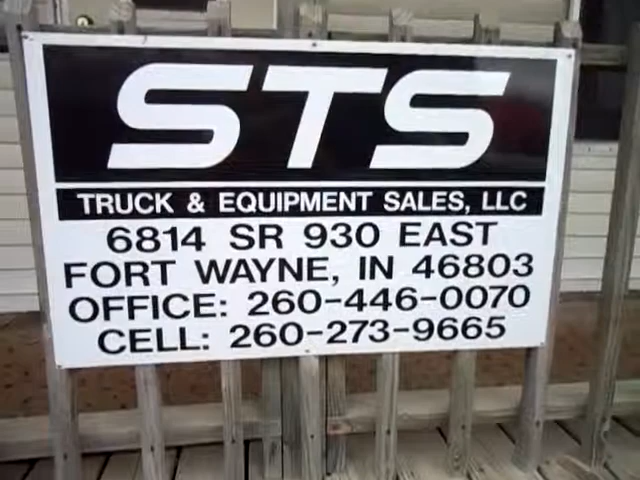 STS
TRUCK & EQUIPMENT SALES, LLC
6814 SR 930 EAST
FORT WAYNE, IN 46803
OFFICE: 260-446-0070
CELL: 260-273-9665